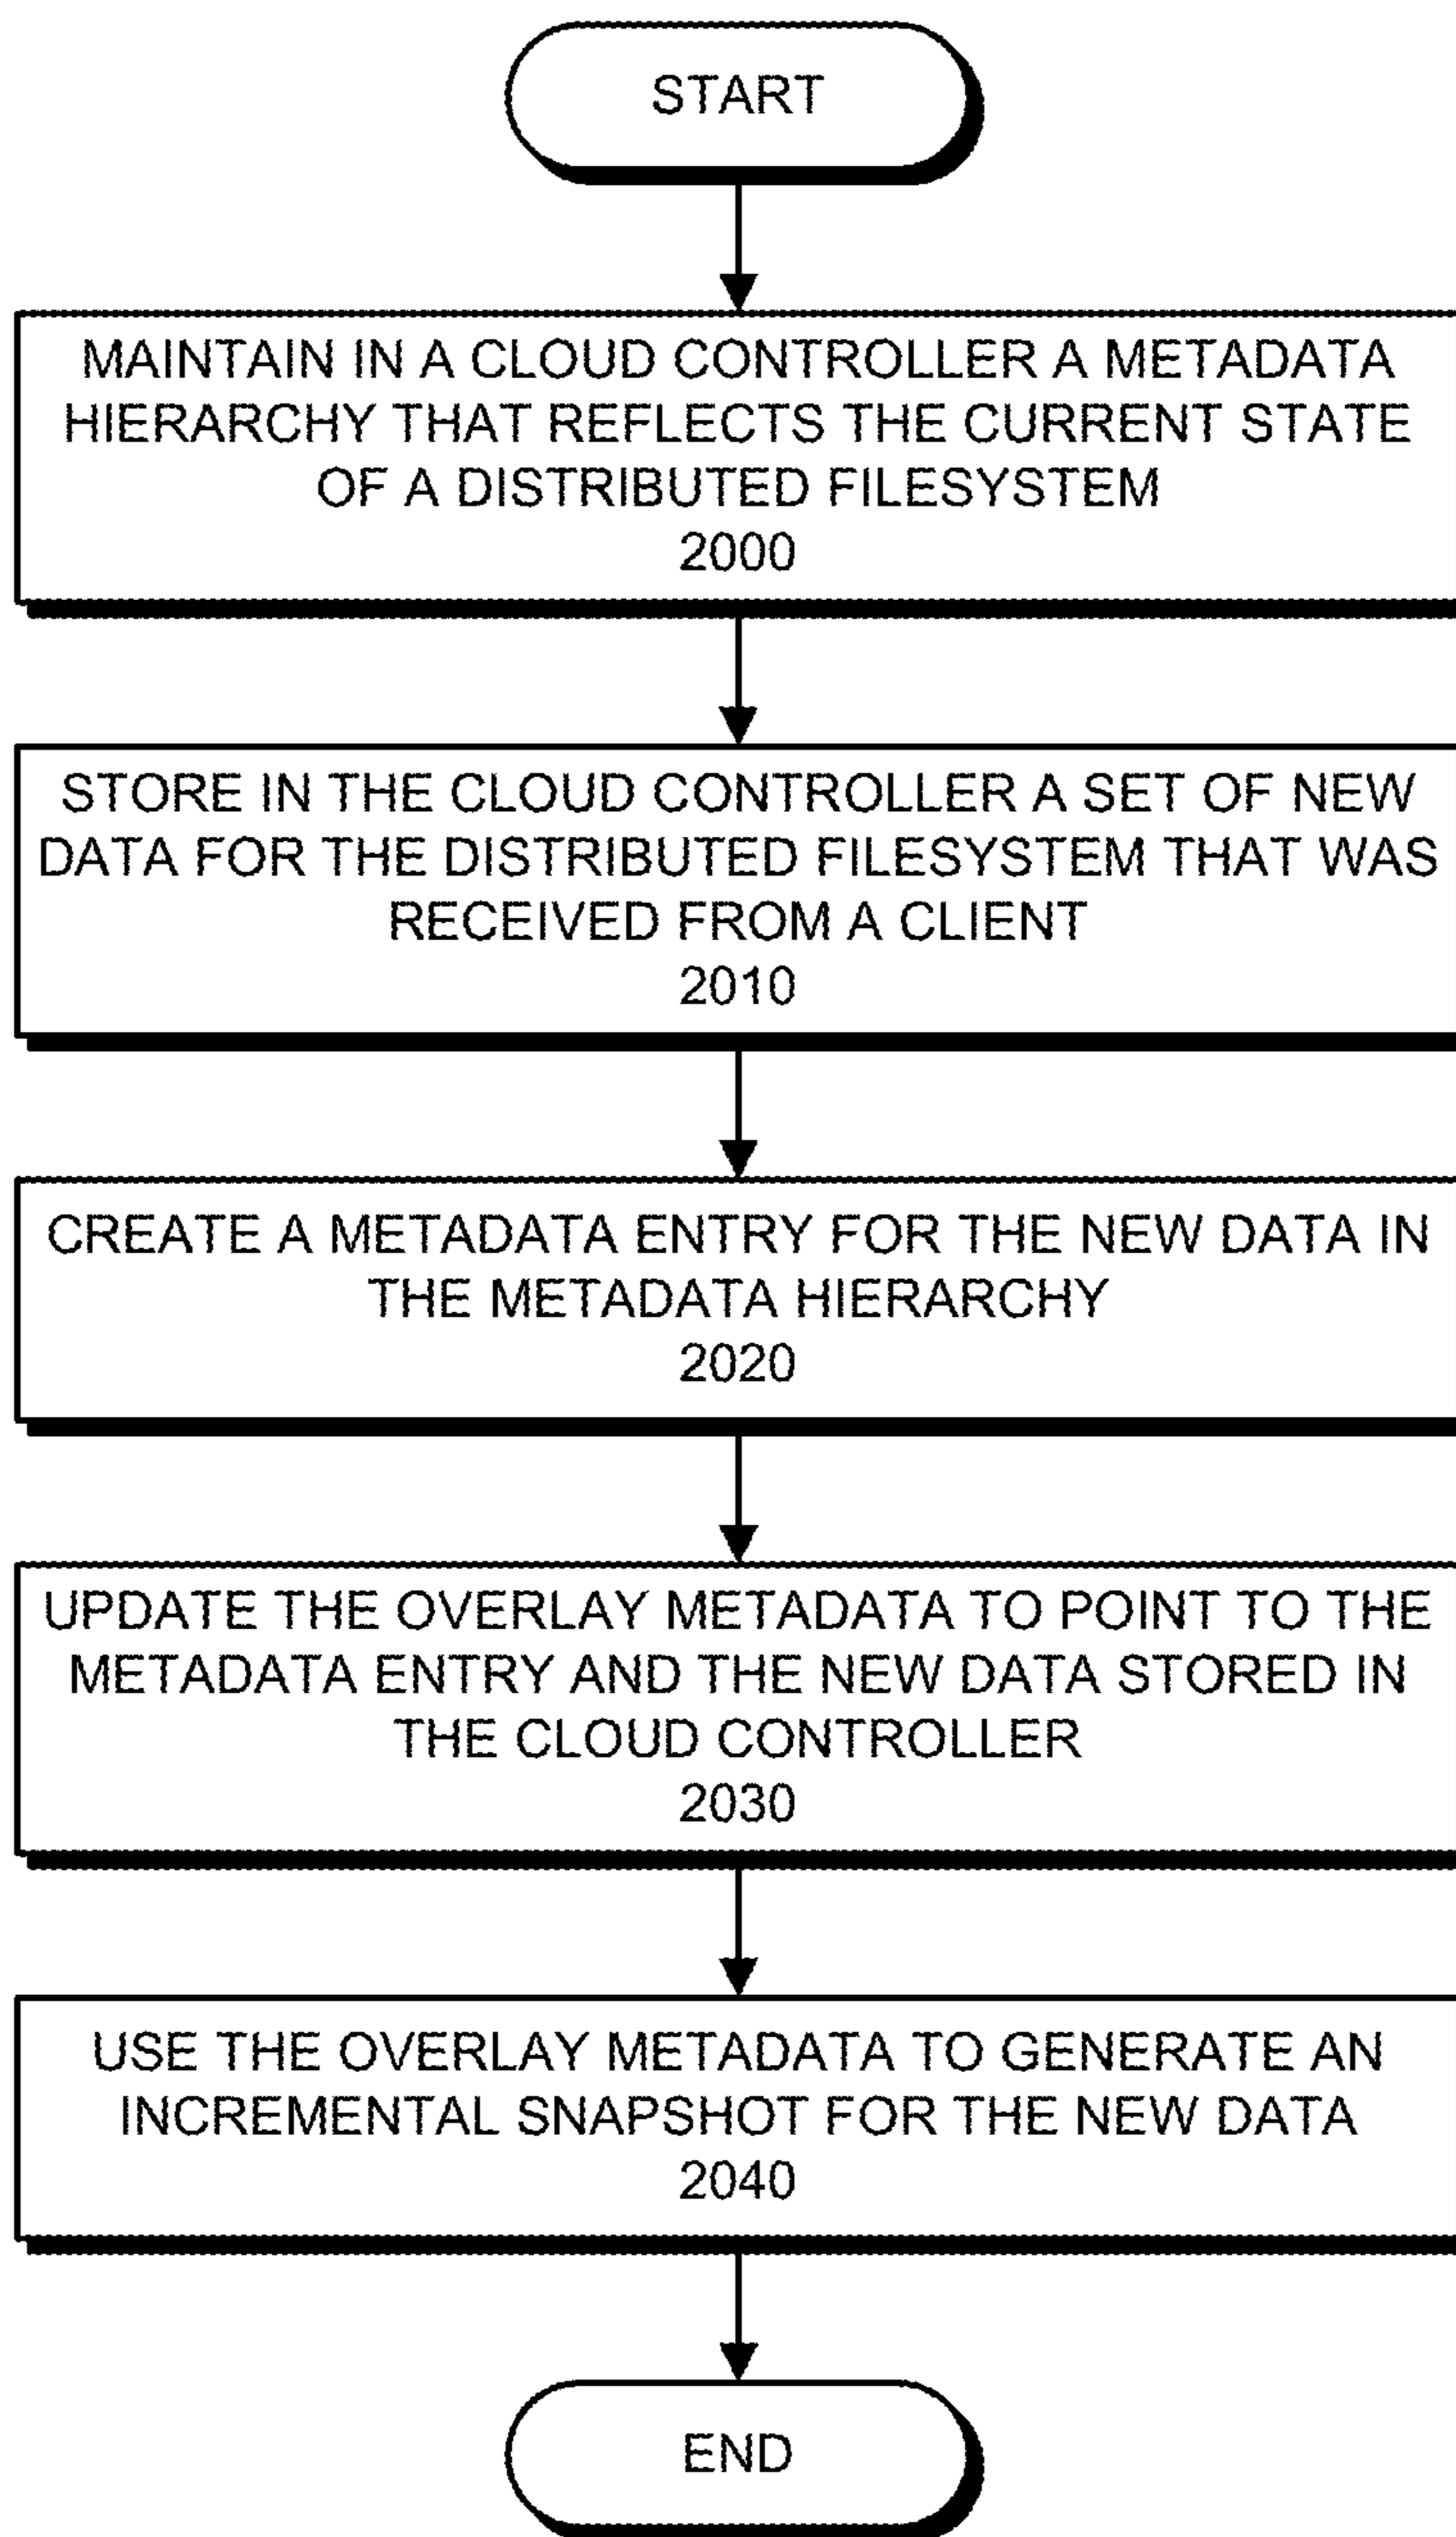 START
MAINTAIN IN A CLOUD CONTROLLER A METADATA
HIERARCHY THAT REFLECTS THE CURRENT STATE
OF A DISTRIBUTED FILESYSTEM
2000
STORE IN THE CLOUD CONTROLLER A SET OF NEW
DATA FOR THE DISTRIBUTED FILESYSTEM THAT WAS
RECEIVED FROM A CLIENT
2010
CREATE A METADATA ENTRY FOR THE NEW DATA IN
THE METADATA HIERARCHY
2020
UPDATE THE OVERLAY METADATA TO POINT TO THE
METADATA ENTRY AND THE NEW DATA STORED IN
THE CLOUD CONTROLLER
2030
USE THE OVERLAY METADATA TO GENERATE AN
INCREMENTAL SNAPSHOT FOR THE NEW DATA
2040
END